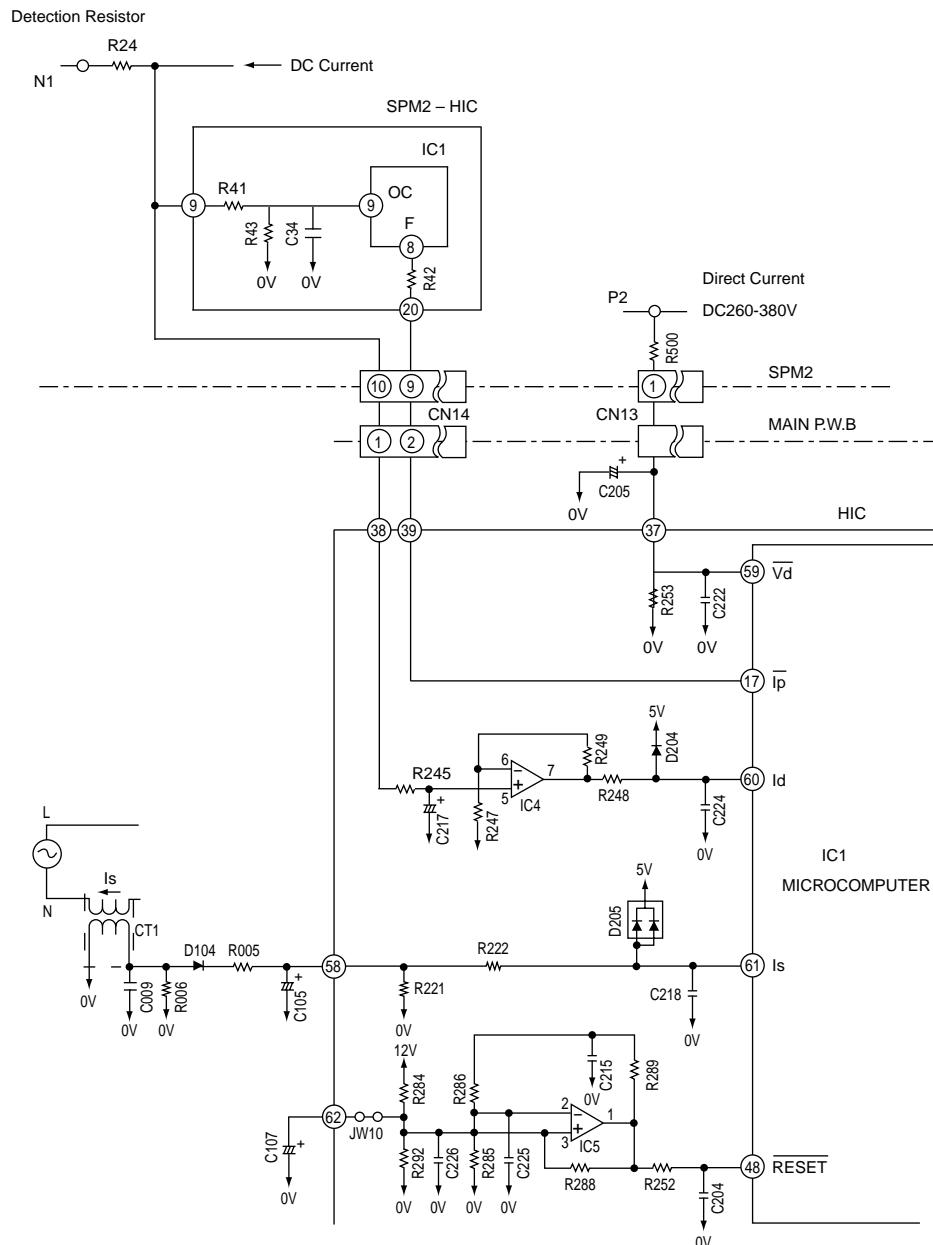 Detection Resistor
R24
N1
DC Current
SPM2 – HIC
IC1
9
R41
9
OC
R43
C34
F
8
0V
0V
R42
20
Direct Current
P2
DC260-380V
R500
SPM2
10
9
1
CN14
CN13
MAIN P.W.B
1
2
+
C205
0V
HIC
38
39
37
59
Vd
R253
C222
0V
0V
17
Ip
5V
R249
D204
6
7
R245
5
IC4
R248
60
Id
+
C217
R247
C224
0V
L
Is
N
CT1
IC1
MICROCOMPUTER
5V
D205
D104
R005
58
R222
61
Is
0V
C009
R006
+
C105
R221
C218
0V
0V
0V
0V
0V
12V
R284
R286
C215
R289
0V
62
JW10
2
1
3
IC5
C107
+
R292
C226
R285
C225
R288
R252
48
RESET
C204
0V
0V
0V
0V
0V
0V